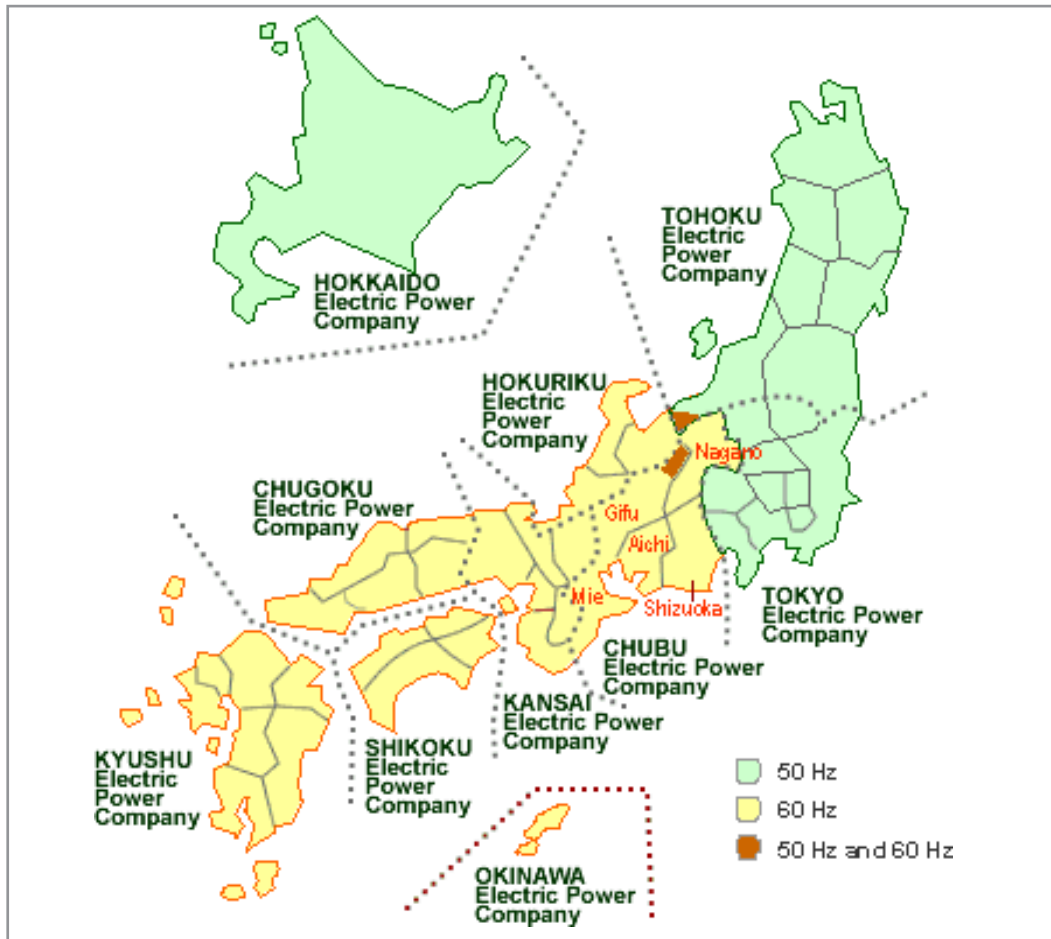 TOHOKU
Electric
Power
Company
HOKKAIDO
Electric Power
Company
HOKURIKU
Electric
Power
Company
Nagano
CHUGOKU
Electric Power
Company
Gifu
Aichi
Mie
Shizuoka
TOKYO
Electric Power
Company
CHUBU
Electric Power
Company
KANSAI
Electric Power
Company
SHIKOKU
Electric
Power
Company
KYUSHU
Electric
Power
Company
50 Hz
60 Hz
50 Hz and 60 Hz
OKINAWA
Electric Power
Company